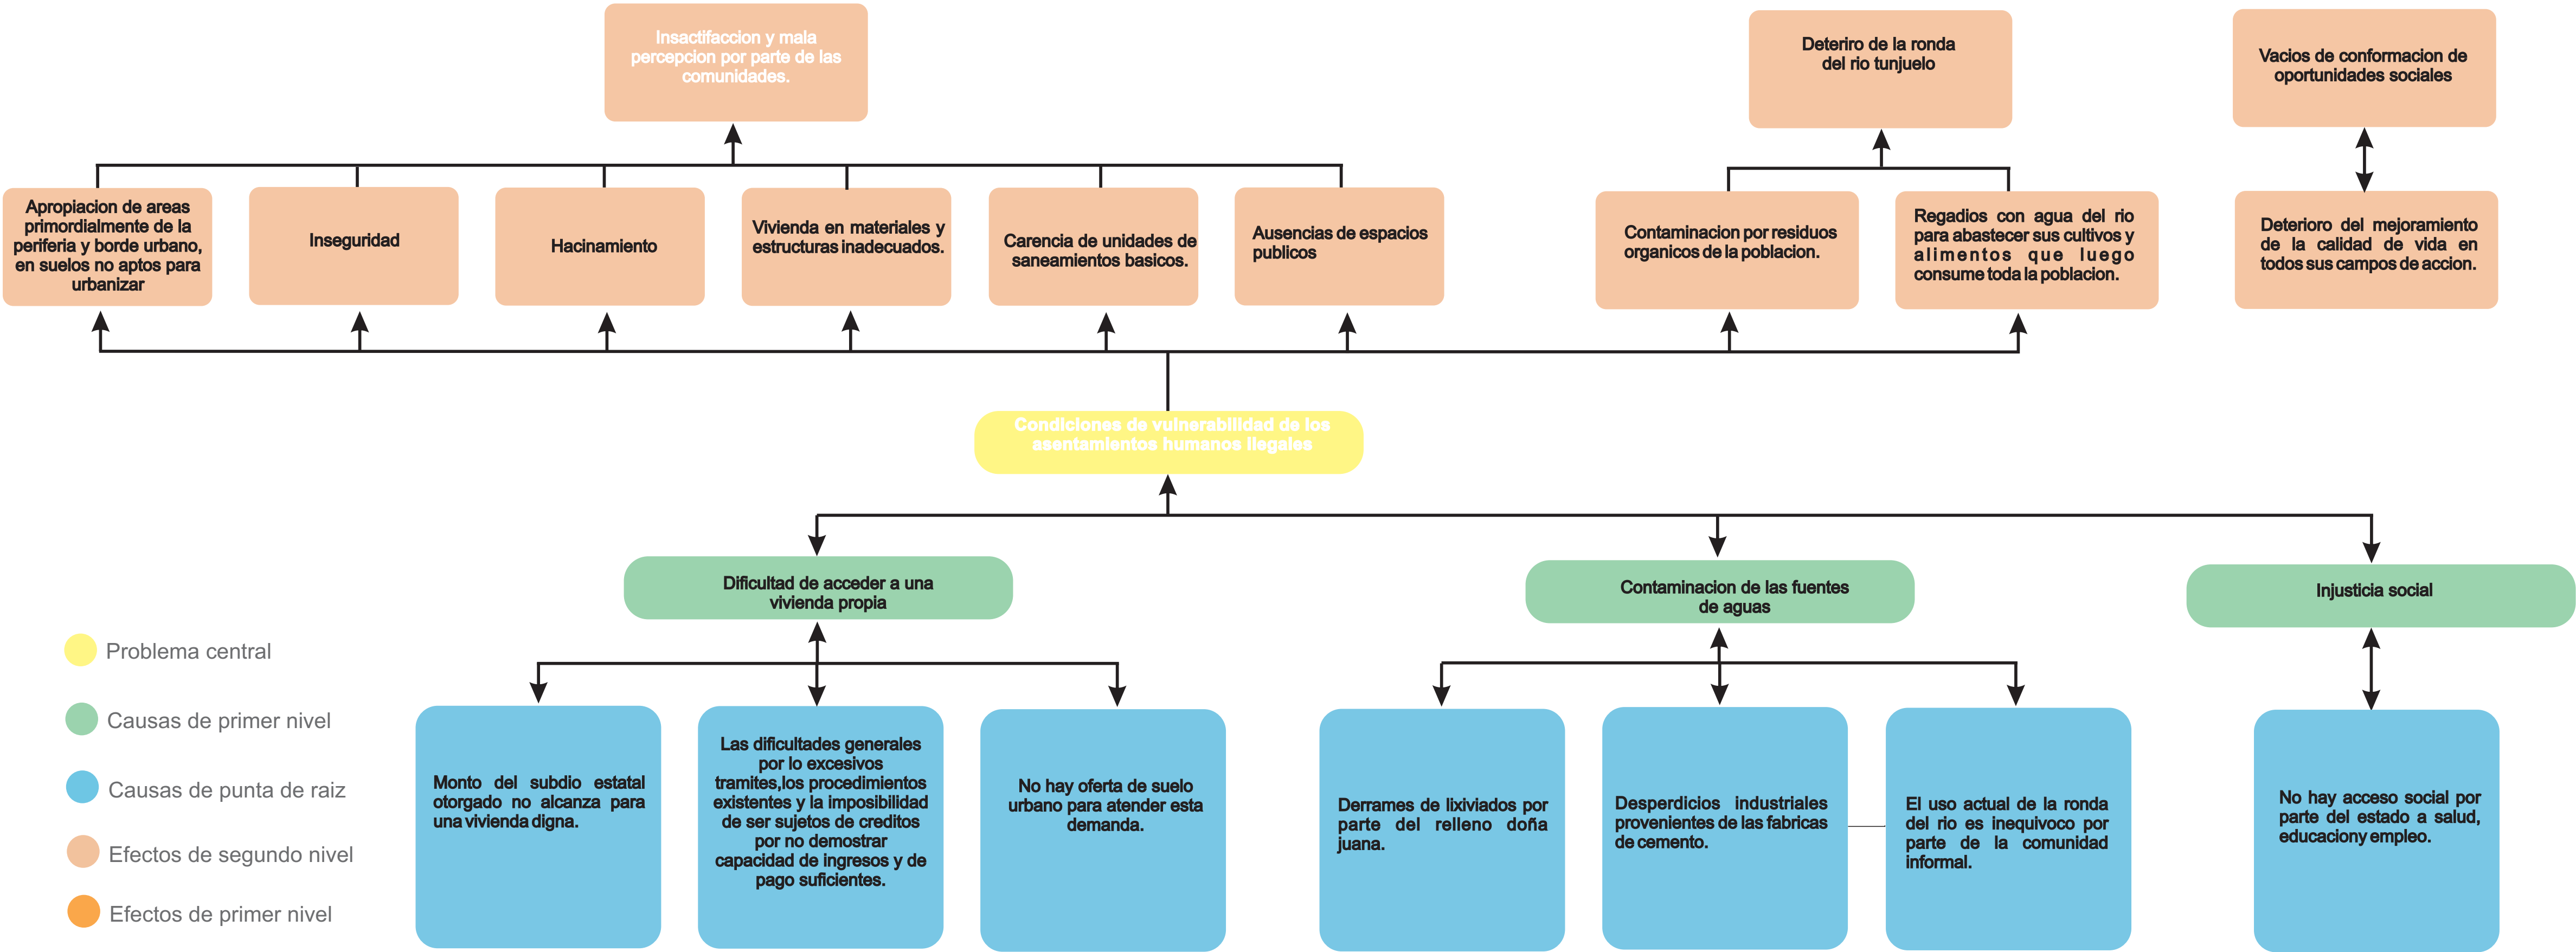 Insactifaccion y mala
percepcion por parte de las
comunidades.
Deteriro de la ronda
del rio tunjuelo
Vacios de conformacion de
oportunidades sociales
Apropiacion de areas
primordialmente de la
periferia y borde urbano,
en suelos no aptos para
urbanizar
Inseguridad
Hacinamiento
Vivienda en materiales y
estructuras inadecuados.
Carencia de unidades de
saneamientos basicos.
Ausencias de espacios
publicos
Contaminacion por residuos
organicos de la poblacion.
Regadios con agua del rio
para abastecer sus cultivos y
alimentos que luego
consume toda la poblacion.
Deterioro del mejoramiento
de la calidad de vida en
todos sus campos de accion.
Condiciones de vulnerabilidad de los
asentamientos humanos ilegales
Dificultad de acceder a una
vivienda propia
Contaminacion de las fuentes
de aguas
Injusticia social
Problema central
Causas de primer nivel
Causas de punta de raiz
Efectos de segundo nivel
Efectos de primer nivel
Monto del subdio estatal
otorgado no alcanza para
una vivienda digna.
Las dificultades generales
por lo excesivos
tramites,los procedimientos
existentes y la imposibilidad
de ser sujetos de creditos
por no demostrar
capacidad de ingresos y de
pago suficientes.
No hay oferta de suelo
urbano para atender esta
demanda.
Derrames de lixiviados por
parte del relleno doña
juana.
Desperdicios industriales
provenientes de las fabricas
de cemento.
El uso actual de la ronda
del rio es inequivoco por
parte de la comunidad
informal.
No hay acceso social por
parte del estado a salud,
educaciony empleo.